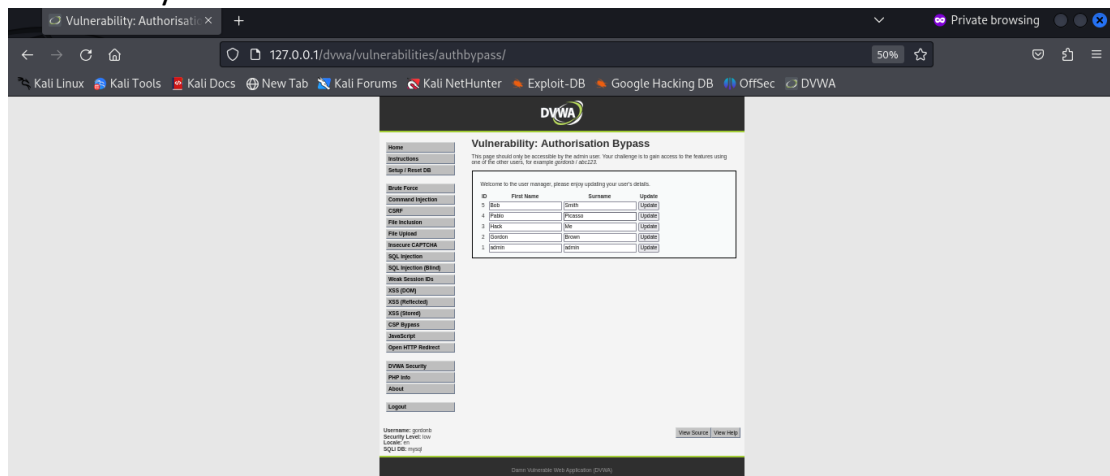 Vulnerability: Authorisatio
Private browsing
127.0.0.1/dvwa/vulnerabilities/authbypass/
50%
Kali Linux Kali Tools Kali Docs New Tab Kali Forums Kali NetHunter Exploit-DB Google Hacking DB OffSec DVWA
DVWA
Home
Instructions
Setup / Reset DB
Brute Force
Command Injection
CSRF
File Inclusion
File Upload
Insecure CAPTCHA
SQL Injection
SQL Injection (Blind)
Weak Session IDs
XSS (DOM)
XSS (Reflected)
XSS (Stored)
CSP Bypass
JavaScript
Open HTTP Redirect
DVWA Security
PHP Info
About
Logout
Vulnerability: Authorisation Bypass
This page should only be accessible by the admin user. Your challenge is to gain access to the features using
one of the other users, for example gordonb / abc123.
Welcome to the user manager, please enjoy updating your user's details.
ID First Name Surname Update
5 Bob Smith Update
4 Pablo Picasso Update
3 Hack Me Update
2 Gordon Brown Update
1 admin admin Update
Username: gordonb
Security Level: low
Locale: en
SQLi DB: mysql
View Source View Help
Damn Vulnerable Web Application (DVWA)